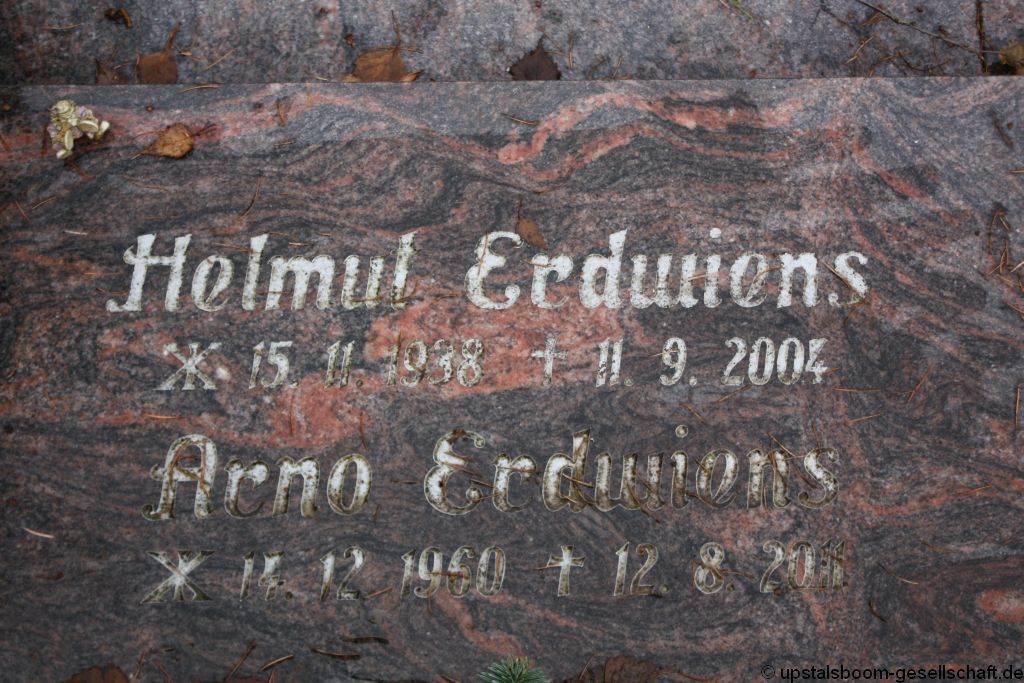 Helmut Erdwiens
* 15. 11. 1938 † 11. 9. 2004
Arno Erdwiens
* 14. 12. 1960 † 12. 8. 2011
© upstalsboom-gesellschaft.de